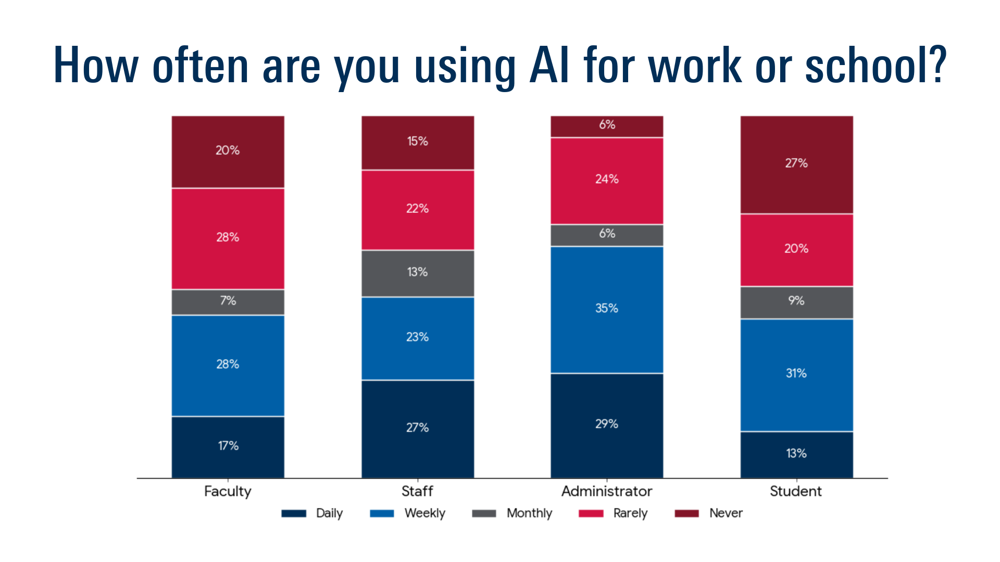 How often are you using AI for work or school?
20% 15% 6% 27%
28% 22% 24% 20%
7% 13% 6% 9%
28% 23% 35% 31%
17% 27% 29% 13%
Faculty Staff Administrator Student
Daily Weekly Monthly Rarely Never